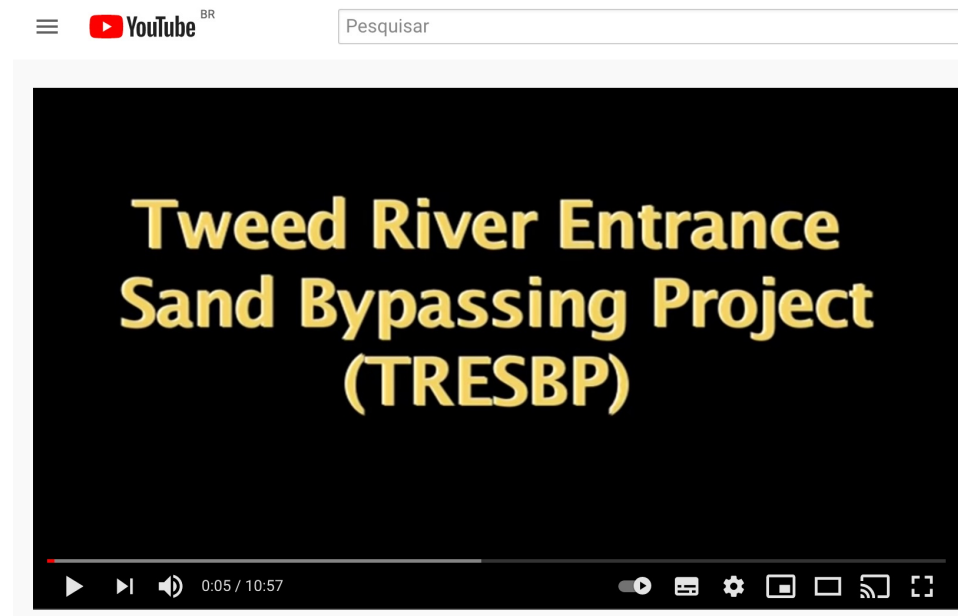 YouTube BR
Pesquisar
Tweed River Entrance
Sand Bypassing Project
(TRESBP)
0:05 / 10:57